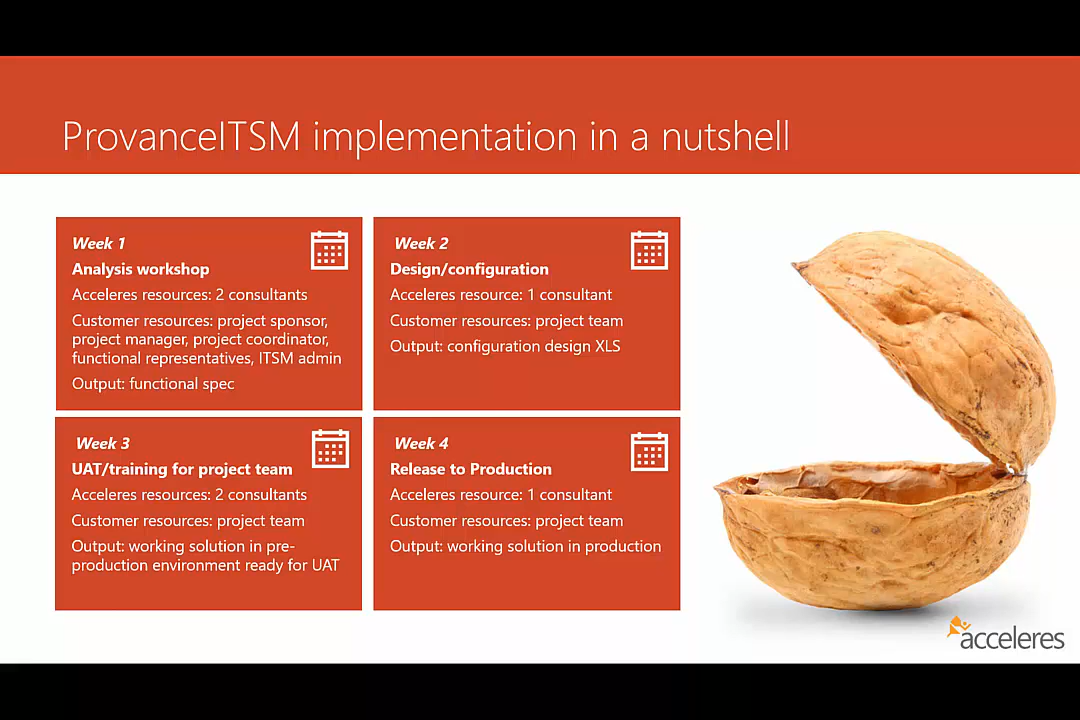 ProvanceITSM implementation in a nutshell
Week 1
Analysis workshop
Acceleres resources: 2 consultants
Customer resources: project sponsor,
project manager, project coordinator,
functional representatives, ITSM admin
Output: functional spec
Week 2
Design/configuration
Acceleres resource: 1 consultant
Customer resources: project team
Output: configuration design XLS
Week 3
UAT/training for project team
Acceleres resources: 2 consultants
Customer resources: project team
Output: working solution in pre-
production environment ready for UAT
Week 4
Release to Production
Acceleres resource: 1 consultant
Customer resources: project team
Output: working solution in production
acceleres